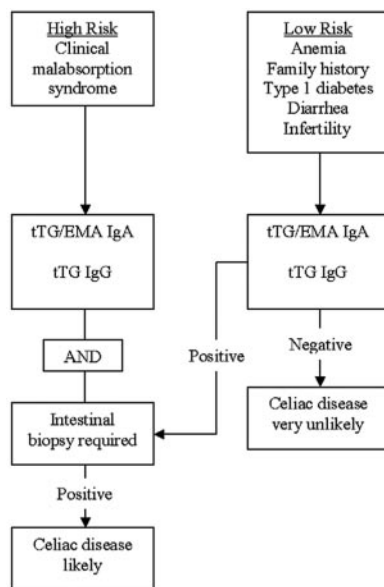 High Risk
Clinical
malabsorption
syndrome
Low Risk
Anemia
Family history
Type 1 diabetes
Diarrhea
Infertility
tTG/EMA IgA
tTG IgG
tTG/EMA IgA
tTG IgG
AND
Positive
Negative
Intestinal
biopsy required
Celiac disease
very unlikely
Positive
Celiac disease
likely